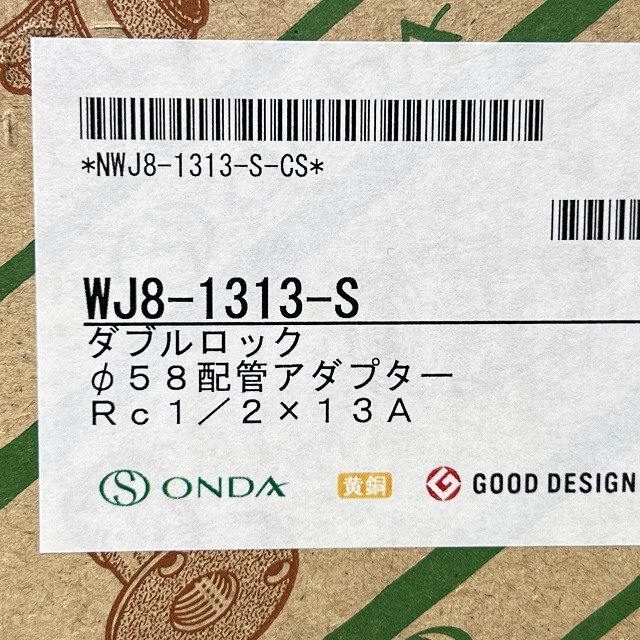 *NWJ8-1313-S-CS*
WJ8-1313-S
ダブルロック
φ58配管アダプター
Rc1/2×13A
ONDA 黄銅 GOOD DESIGN